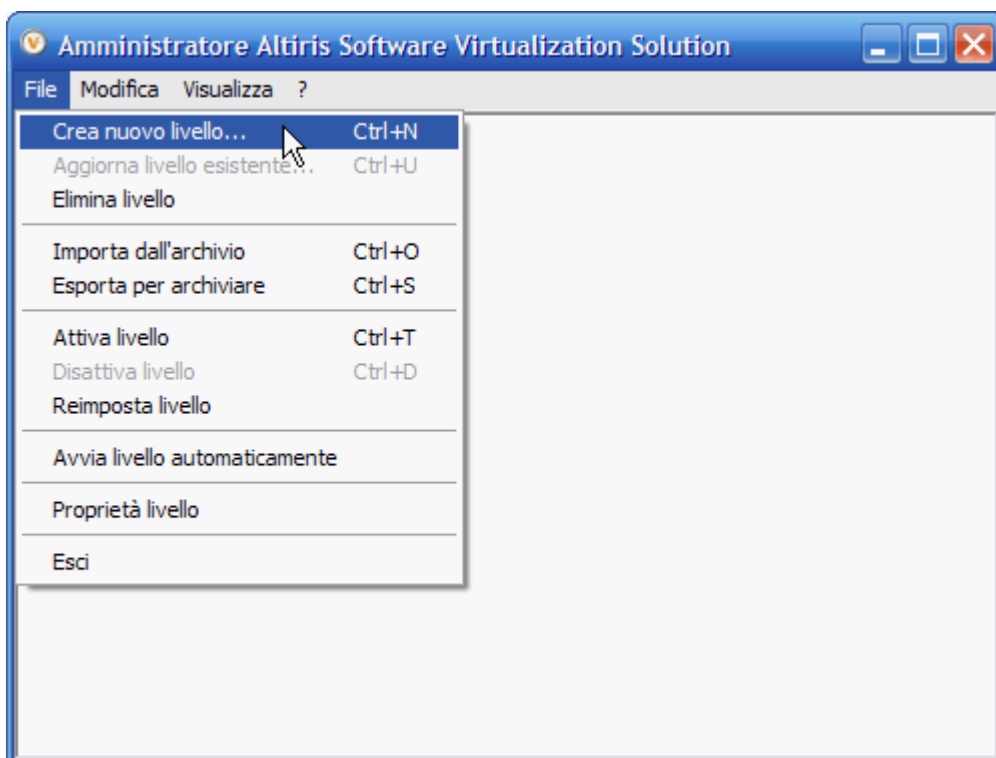 Amministratore Altiris Software Virtualization Solution
File Modifica Visualizza ?
Crea nuovo livello... Ctrl+N
Aggiorna livello esistente... Ctrl+U
Elimina livello
Importa dall'archivio Ctrl+O
Esporta per archiviare Ctrl+S
Attiva livello Ctrl+T
Disattiva livello Ctrl+D
Reimposta livello
Avvia livello automaticamente
Proprietà livello
Esci